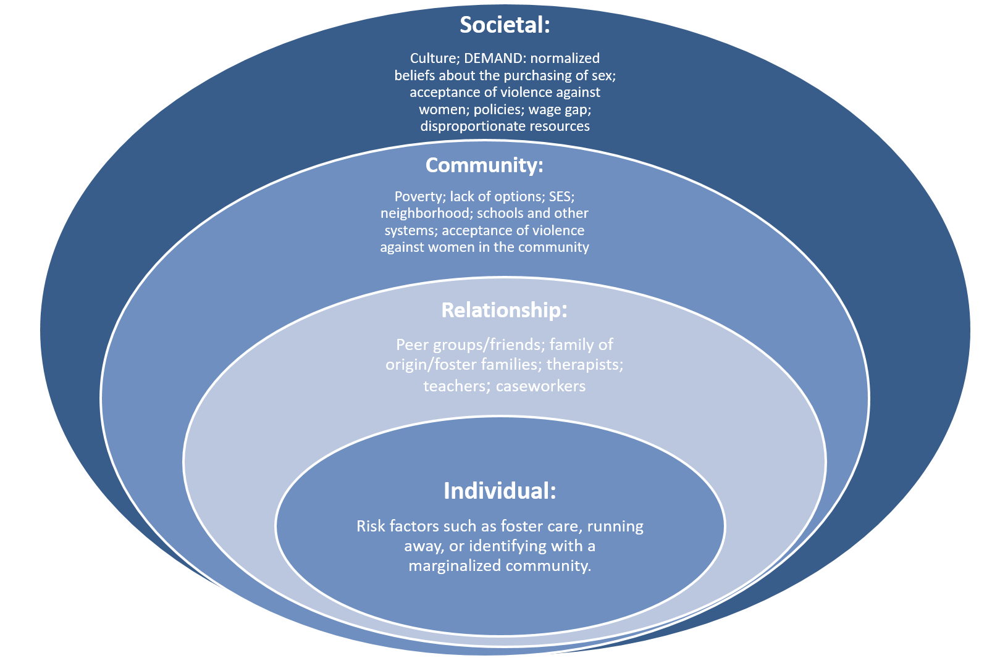 Societal:
Culture; DEMAND: normalized
beliefs about the purchasing of sex;
acceptance of violence against
women; policies; wage gap;
disproportionate resources
Community:
Poverty; lack of options; SES;
neighborhood; schools and other
systems; acceptance of violence
against women in the community
Relationship:
Peer groups/friends; family of
origin/foster families; therapists;
teachers; caseworkers
Individual:
Risk factors such as foster care, running
away, or identifying with a
marginalized community.